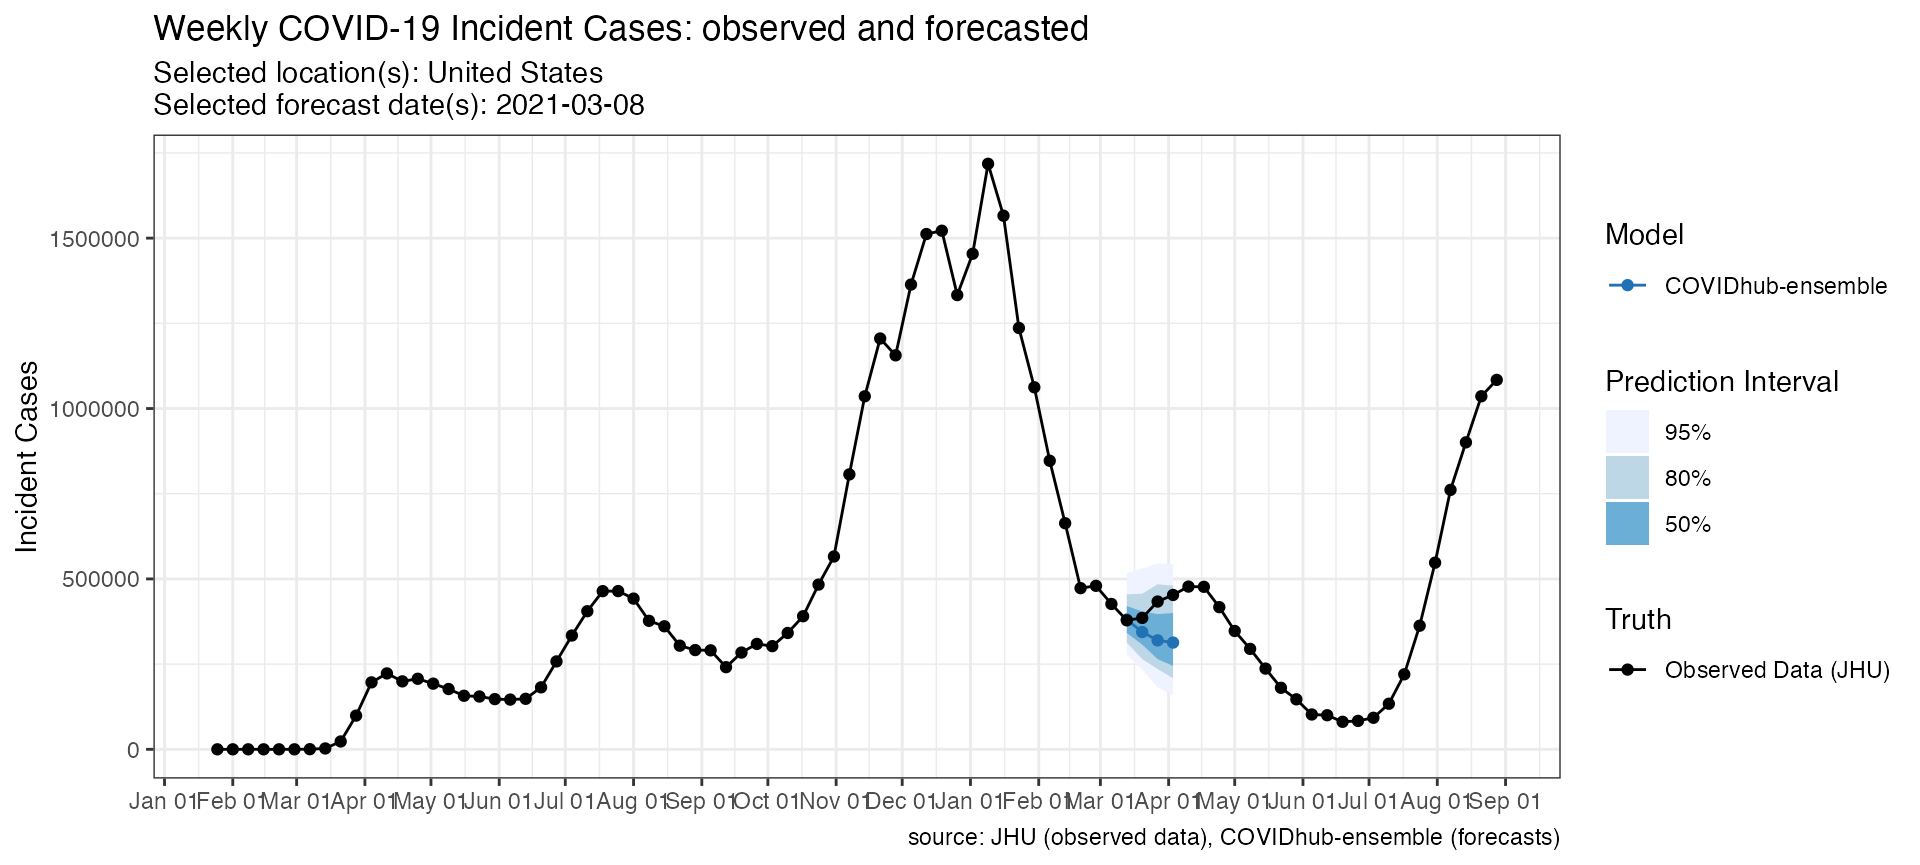 Weekly COVID-19 Incident Cases: observed and forecasted
Selected location(s): United States
Selected forecast date(s): 2021-03-08
Incident Cases
1500000
1000000
500000
0
Jan 01 Feb 01 Mar 01 Apr 01 May 01 Jun 01 Jul 01 Aug 01 Sep 01 Oct 01 Nov 01 Dec 01 Jan 01 Feb 01 Mar 01 Apr 01 May 01 Jun 01 Jul 01 Aug 01 Sep 01
source: JHU (observed data), COVIDhub-ensemble (forecasts)
Model
COVIDhub-ensemble
Prediction Interval
95%
80%
50%
Truth
Observed Data (JHU)